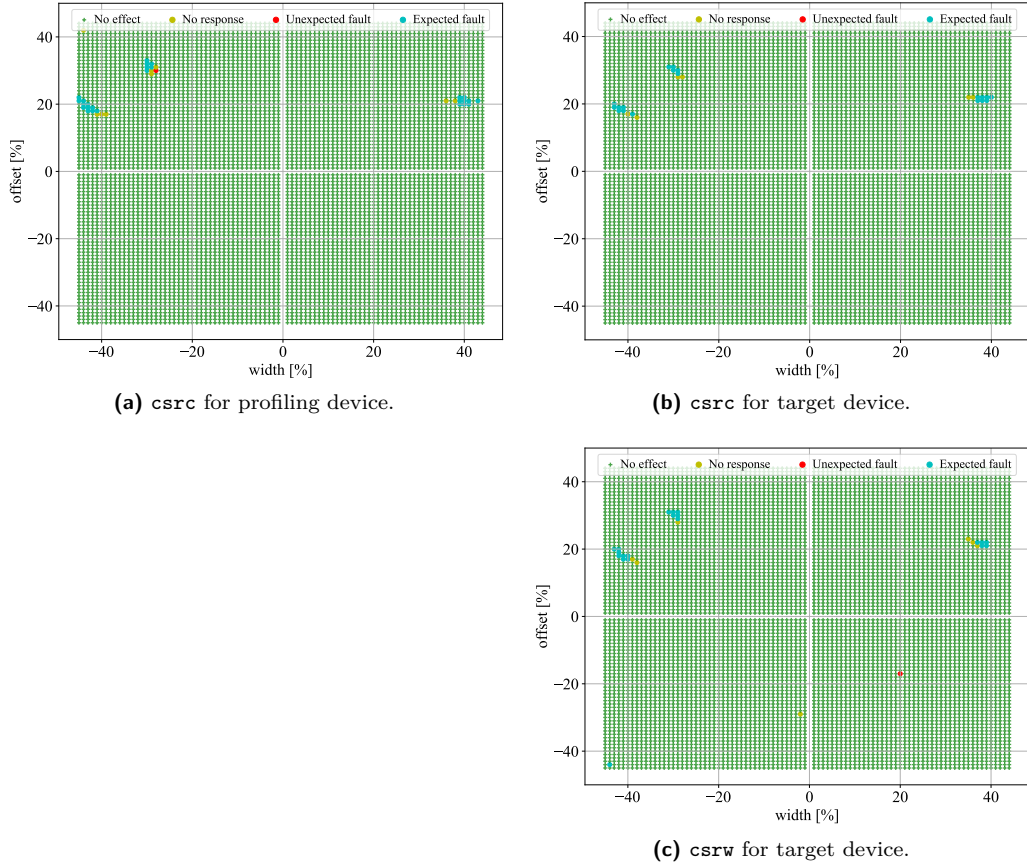 No effect No response Unexpected fault Expected fault
40
20
0
−20
−40
offset [%]
−40 −20 0 20 40
width [%]
(a) csrc for profiling device.
No effect No response Unexpected fault Expected fault
40
20
0
−20
−40
offset [%]
−40 −20 0 20 40
width [%]
(b) csrc for target device.
No effect No response Unexpected fault Expected fault
40
20
0
−20
−40
offset [%]
−40 −20 0 20 40
width [%]
(c) csrw for target device.